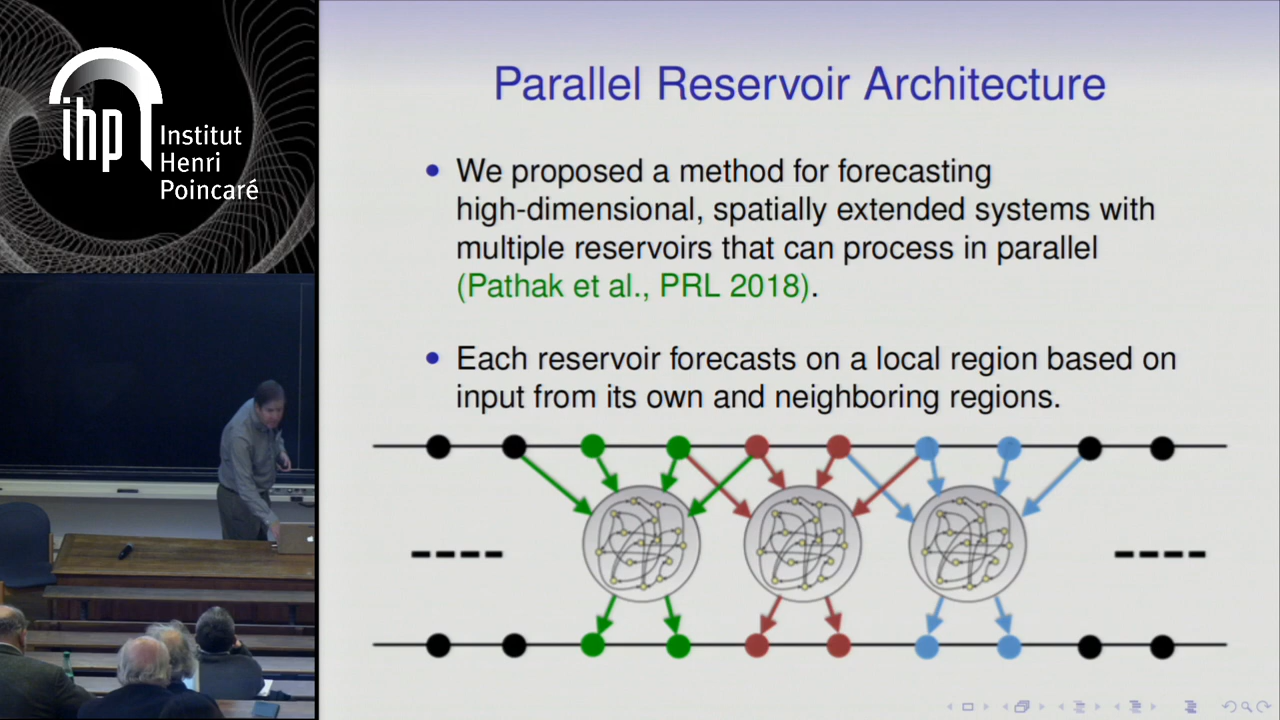 ihp
Institut
Henri
Poincaré
Parallel Reservoir Architecture
We proposed a method for forecasting
high-dimensional, spatially extended systems with
multiple reservoirs that can process in parallel
(Pathak et al., PRL 2018).
Each reservoir forecasts on a local region based on
input from its own and neighboring regions.